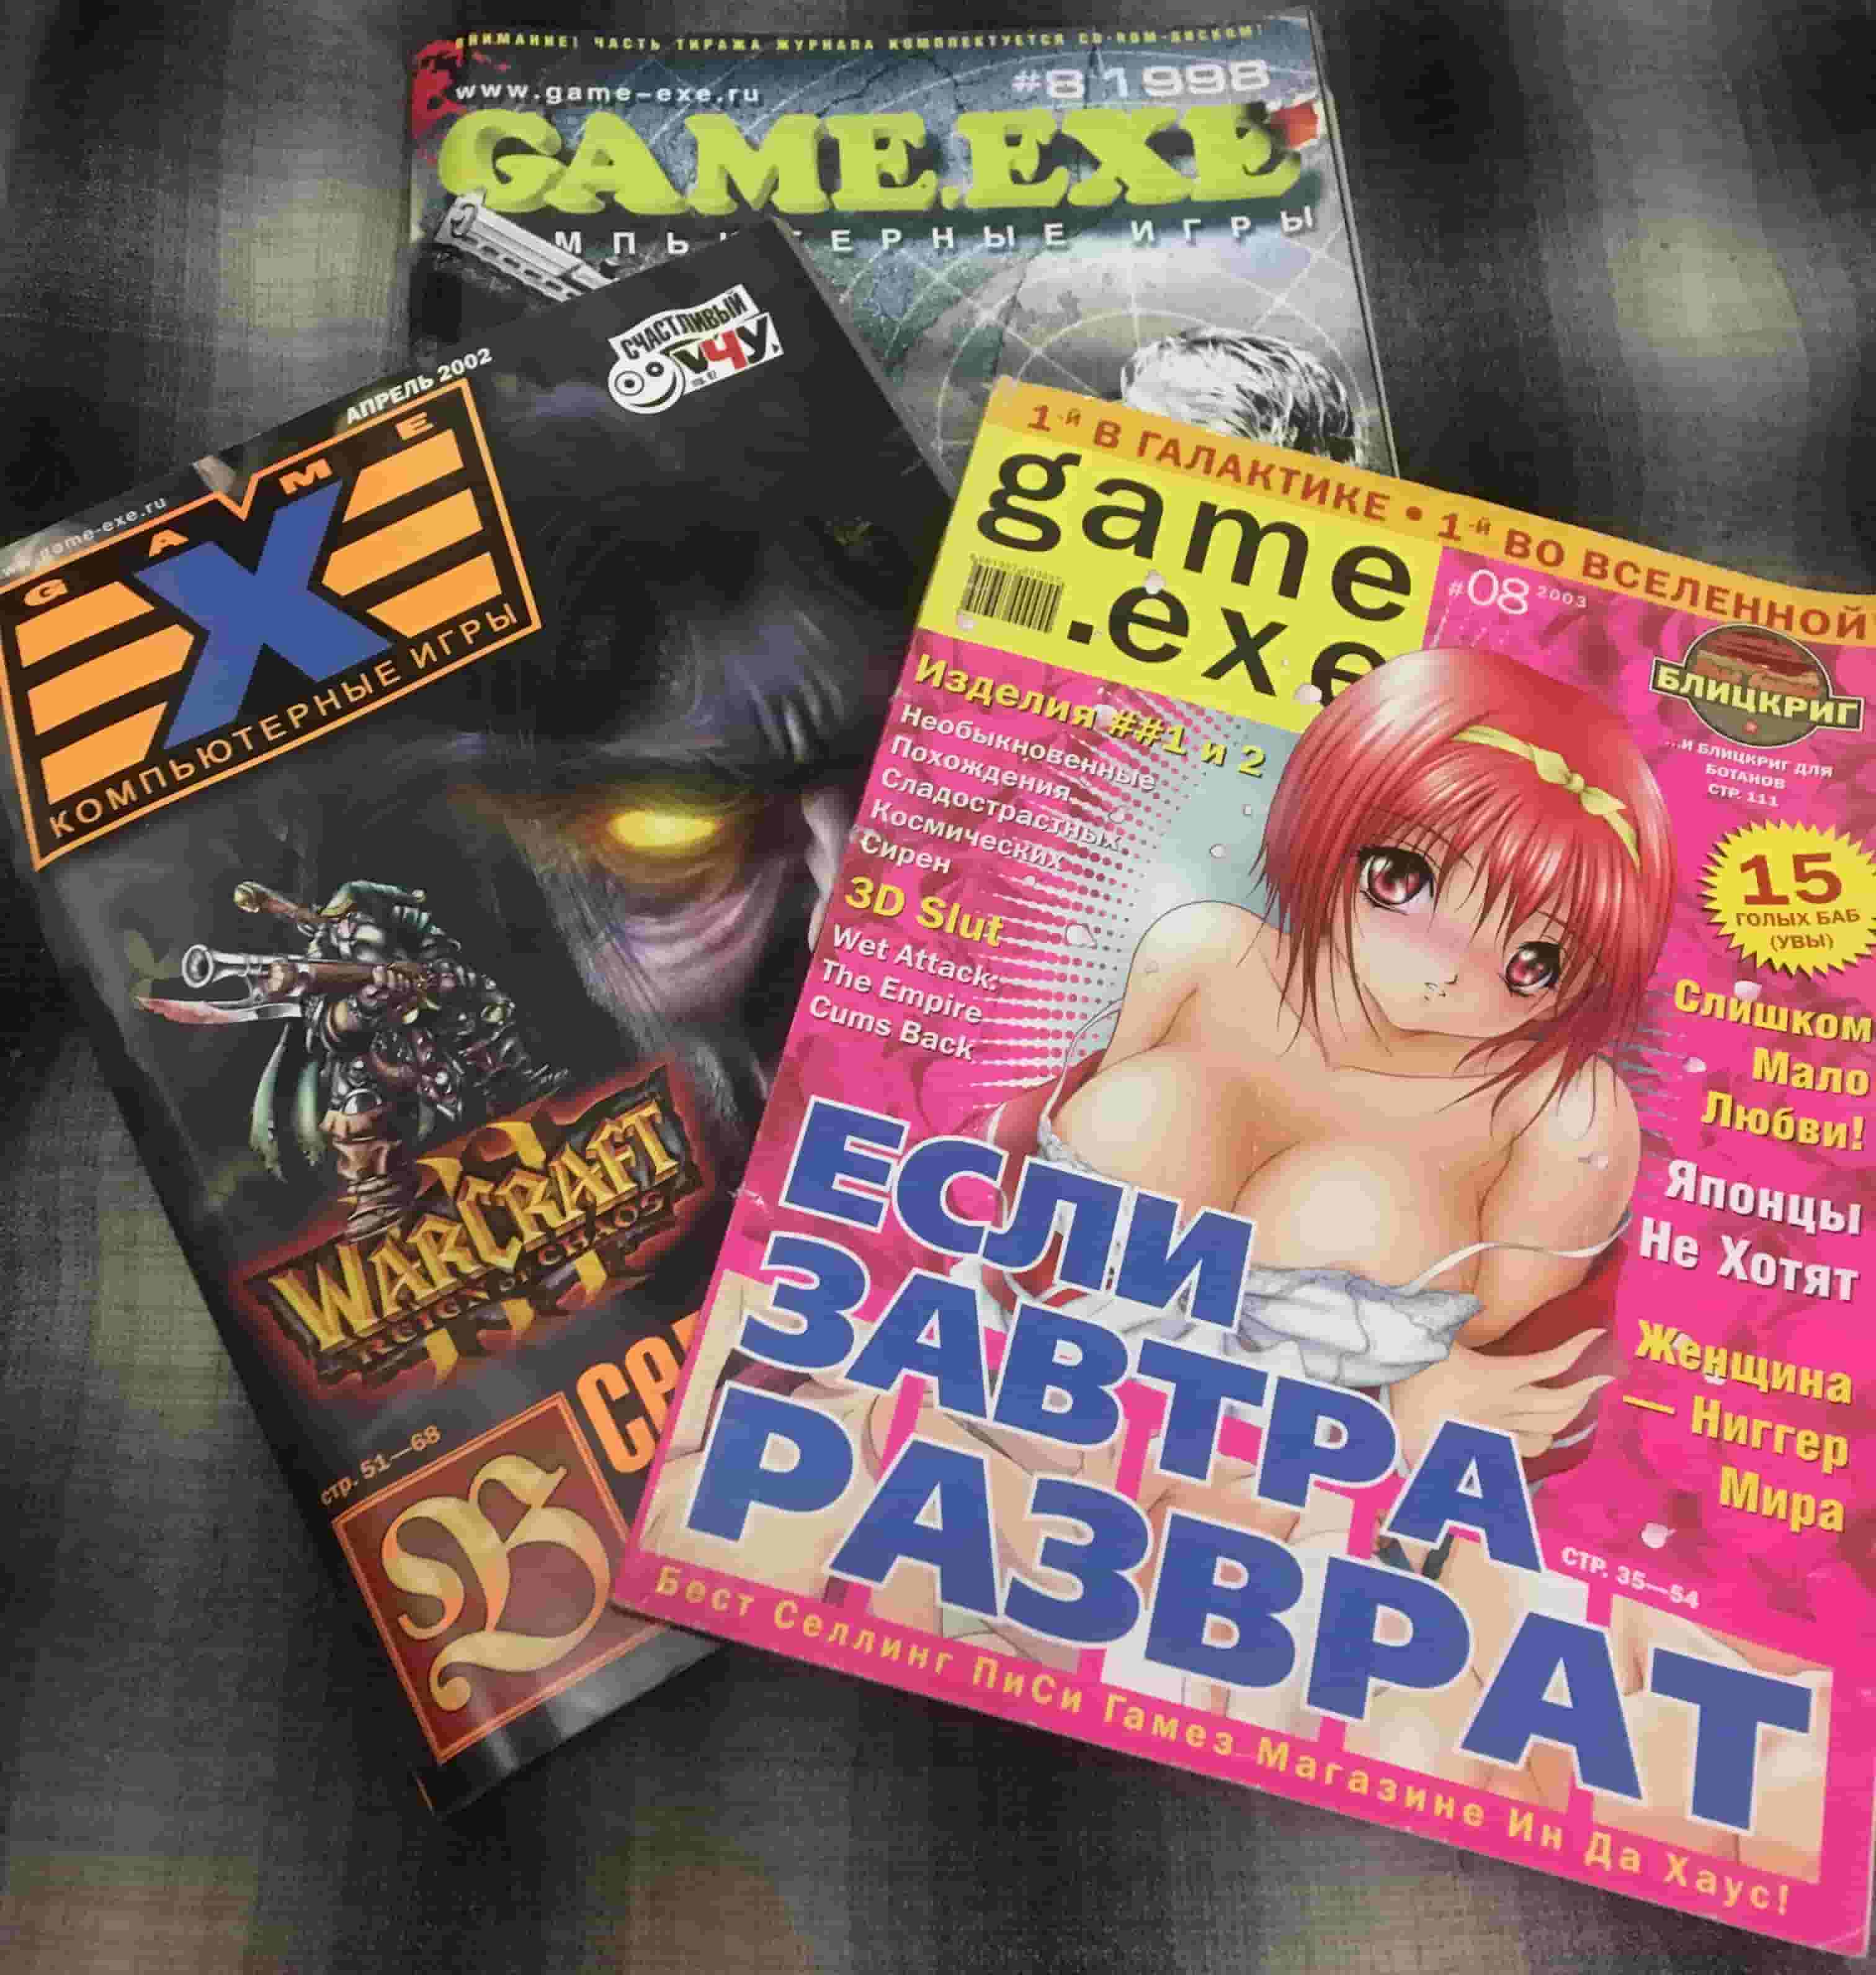 ВНИМАНИЕ! ЧАСТЬ ТИРАЖА ЖУРНАЛА КОМПЛЕКТУЕТСЯ CD-ROM-ДИСКОМ!
www.game-exe.ru
#8 1998
GAME.EXE
МПЬ ТЕРНЫЕ ИГРЫ
СЧАСТЛИВЫЙ
АПРЕЛЬ 2002
www.game-exe.ru
GAME
EXE
КОМПЬЮТЕРНЫЕ ИГРЫ
WARCRAFT
REIGN OF CHAOS
стр. 51—68
В
1-й В ГАЛАКТИКЕ • 1-й ВО ВСЕЛЕННОЙ
game
.exe
#08 2003
БЛИЦКРИГ
...И БЛИЦКРИГ ДЛЯ
БОТАНОВ
СТР. 111
Изделия ##1 и 2
Необыкновенные
Похождения
Сладострастных
Космических
Сирен
3D Slut
Wet Attack:
The Empire
Cums Back
15
ГОЛЫХ БАБ
(УВЫ)
Слишком
Мало
Любви!
Японцы
Не Хотят
Женщина
— Ниггер
Мира
ЕСЛИ
ЗАВТРА
РАЗВРАТ
СТР. 35—54
Бест Селлинг ПиСи Гамез Магазине Ин Да Хаус!